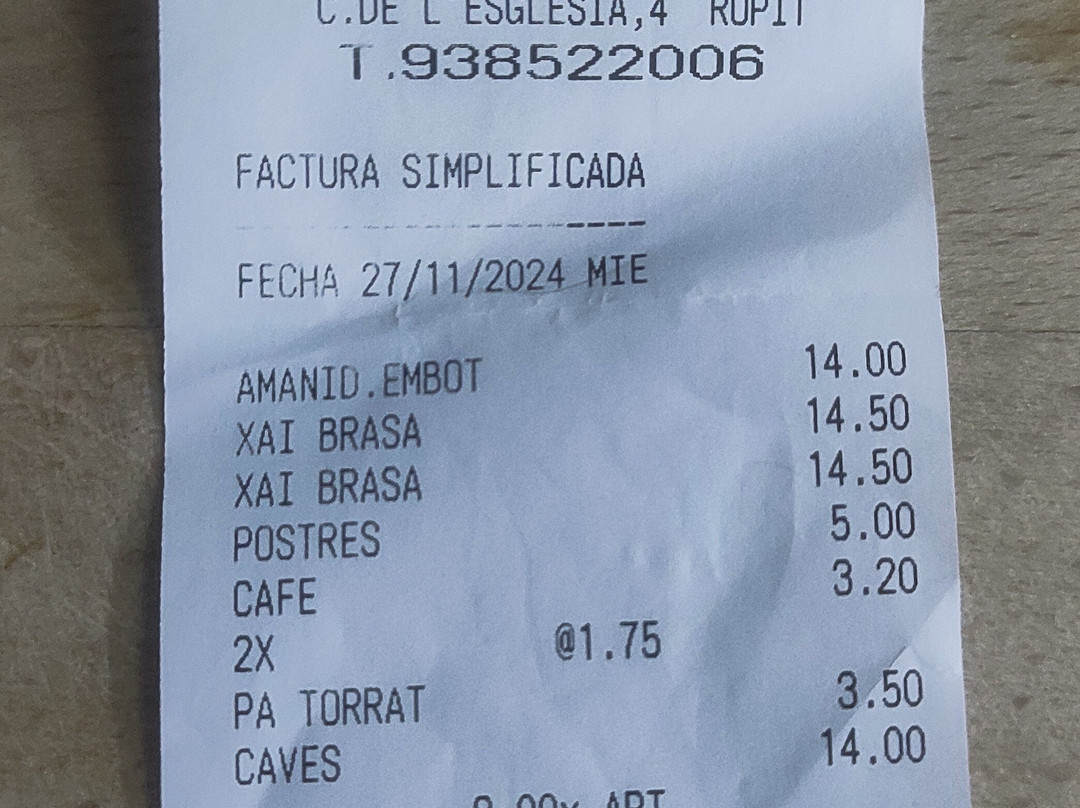 C.DE L ESGLESIA,4 RUPIT
T.938522006
FACTURA SIMPLIFICADA
--------------------
FECHA 27/11/2024 MIE
AMANID.EMBOT 14.00
XAI BRASA 14.50
XAI BRASA 14.50
POSTRES 5.00
CAFE 3.20
2X @1.75
PA TORRAT 3.50
CAVES 14.00